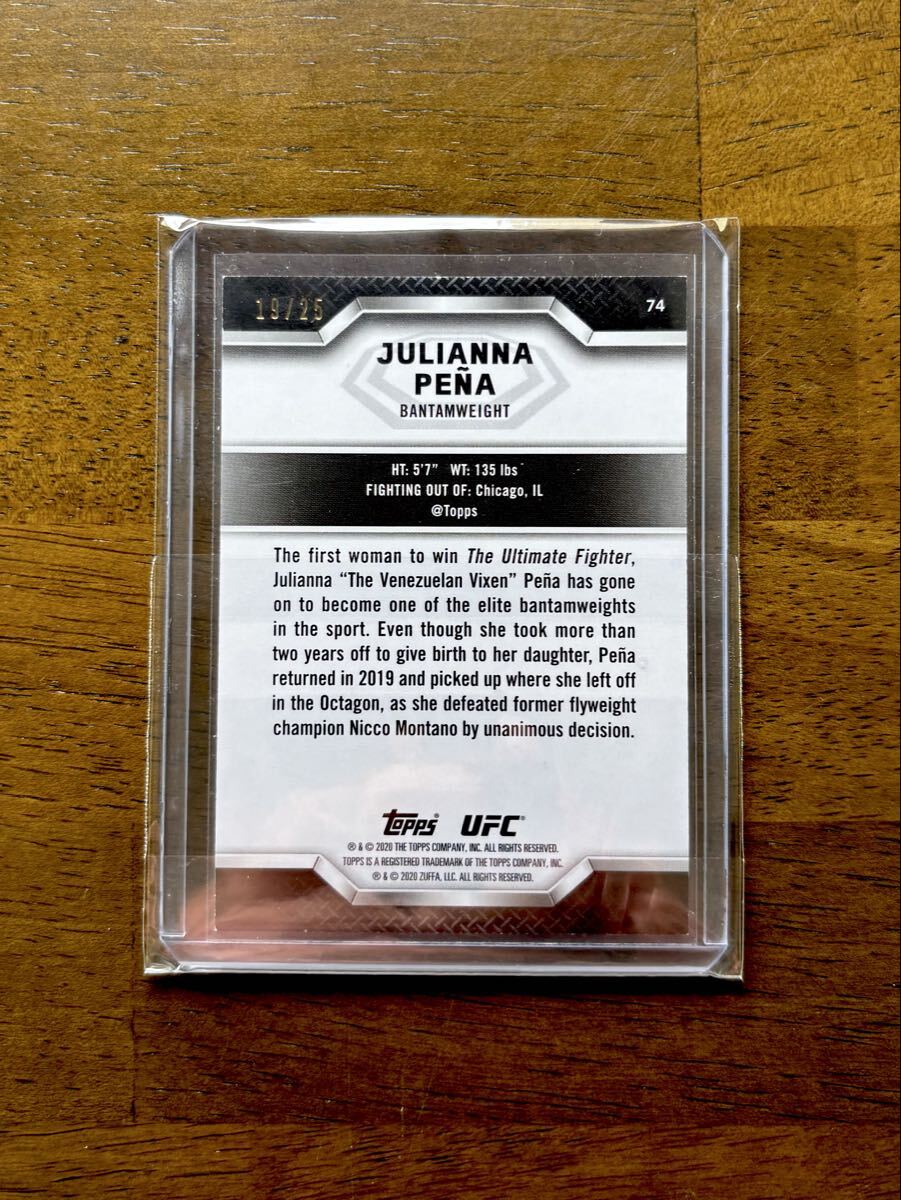 19/25
74
JULIANNA
PEÑA
BANTAMWEIGHT
HT: 5'7" WT: 135 lbs
FIGHTING OUT OF: Chicago, IL
@Topps
The first woman to win The Ultimate Fighter,
Julianna “The Venezuelan Vixen” Peña has gone
on to become one of the elite bantamweights
in the sport. Even though she took more than
two years off to give birth to her daughter, Peña
returned in 2019 and picked up where she left off
in the Octagon, as she defeated former flyweight
champion Nicco Montano by unanimous decision.
topps® UFC®
® & © 2020 THE TOPPS COMPANY, INC. ALL RIGHTS RESERVED.
TOPPS IS A REGISTERED TRADEMARK OF THE TOPPS COMPANY, INC.
® & © 2020 ZUFFA, LLC. ALL RIGHTS RESERVED.